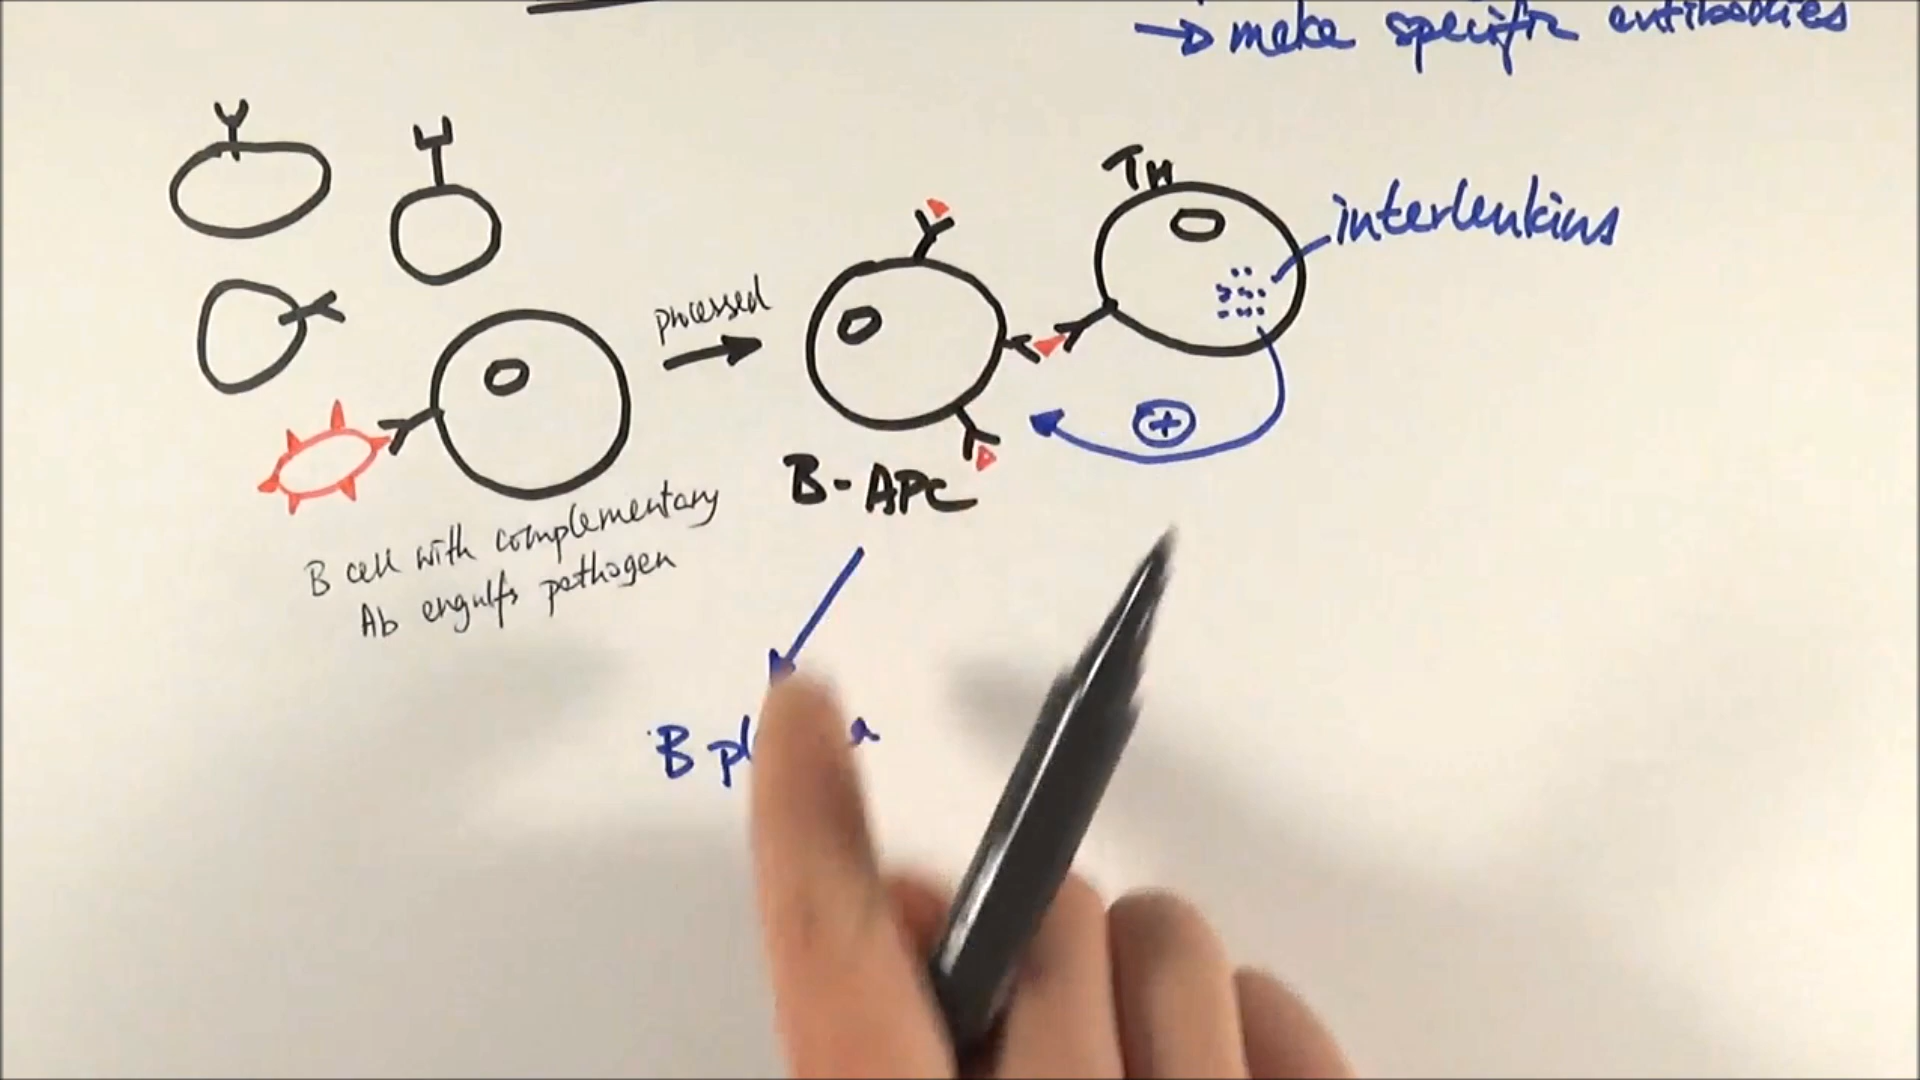 → make specific antibodies
TH
interleukins
processed
+
B-APC
B cell with complementary
Ab engulfs pathogen
B